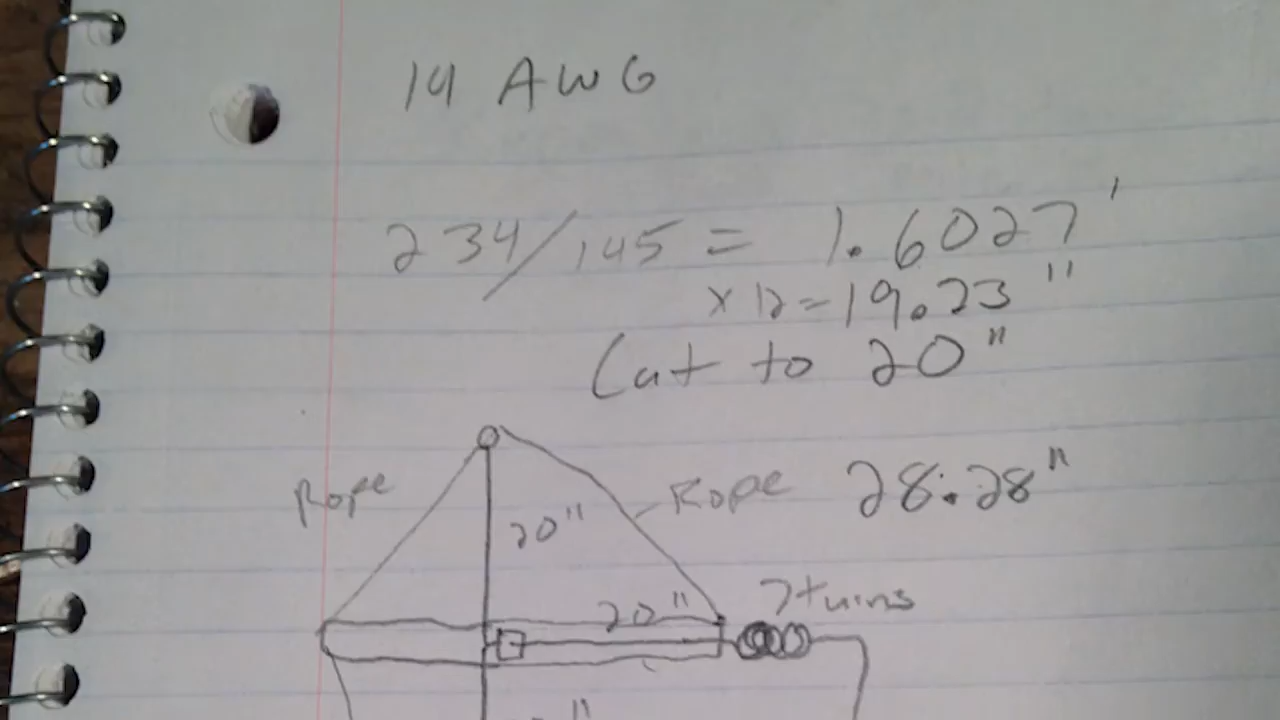 14 AWG
234/145 = 1.6027'
x12=19.23"
Cut to 20"
Rope
20"
Rope 28.28"
20"
7 turns
"